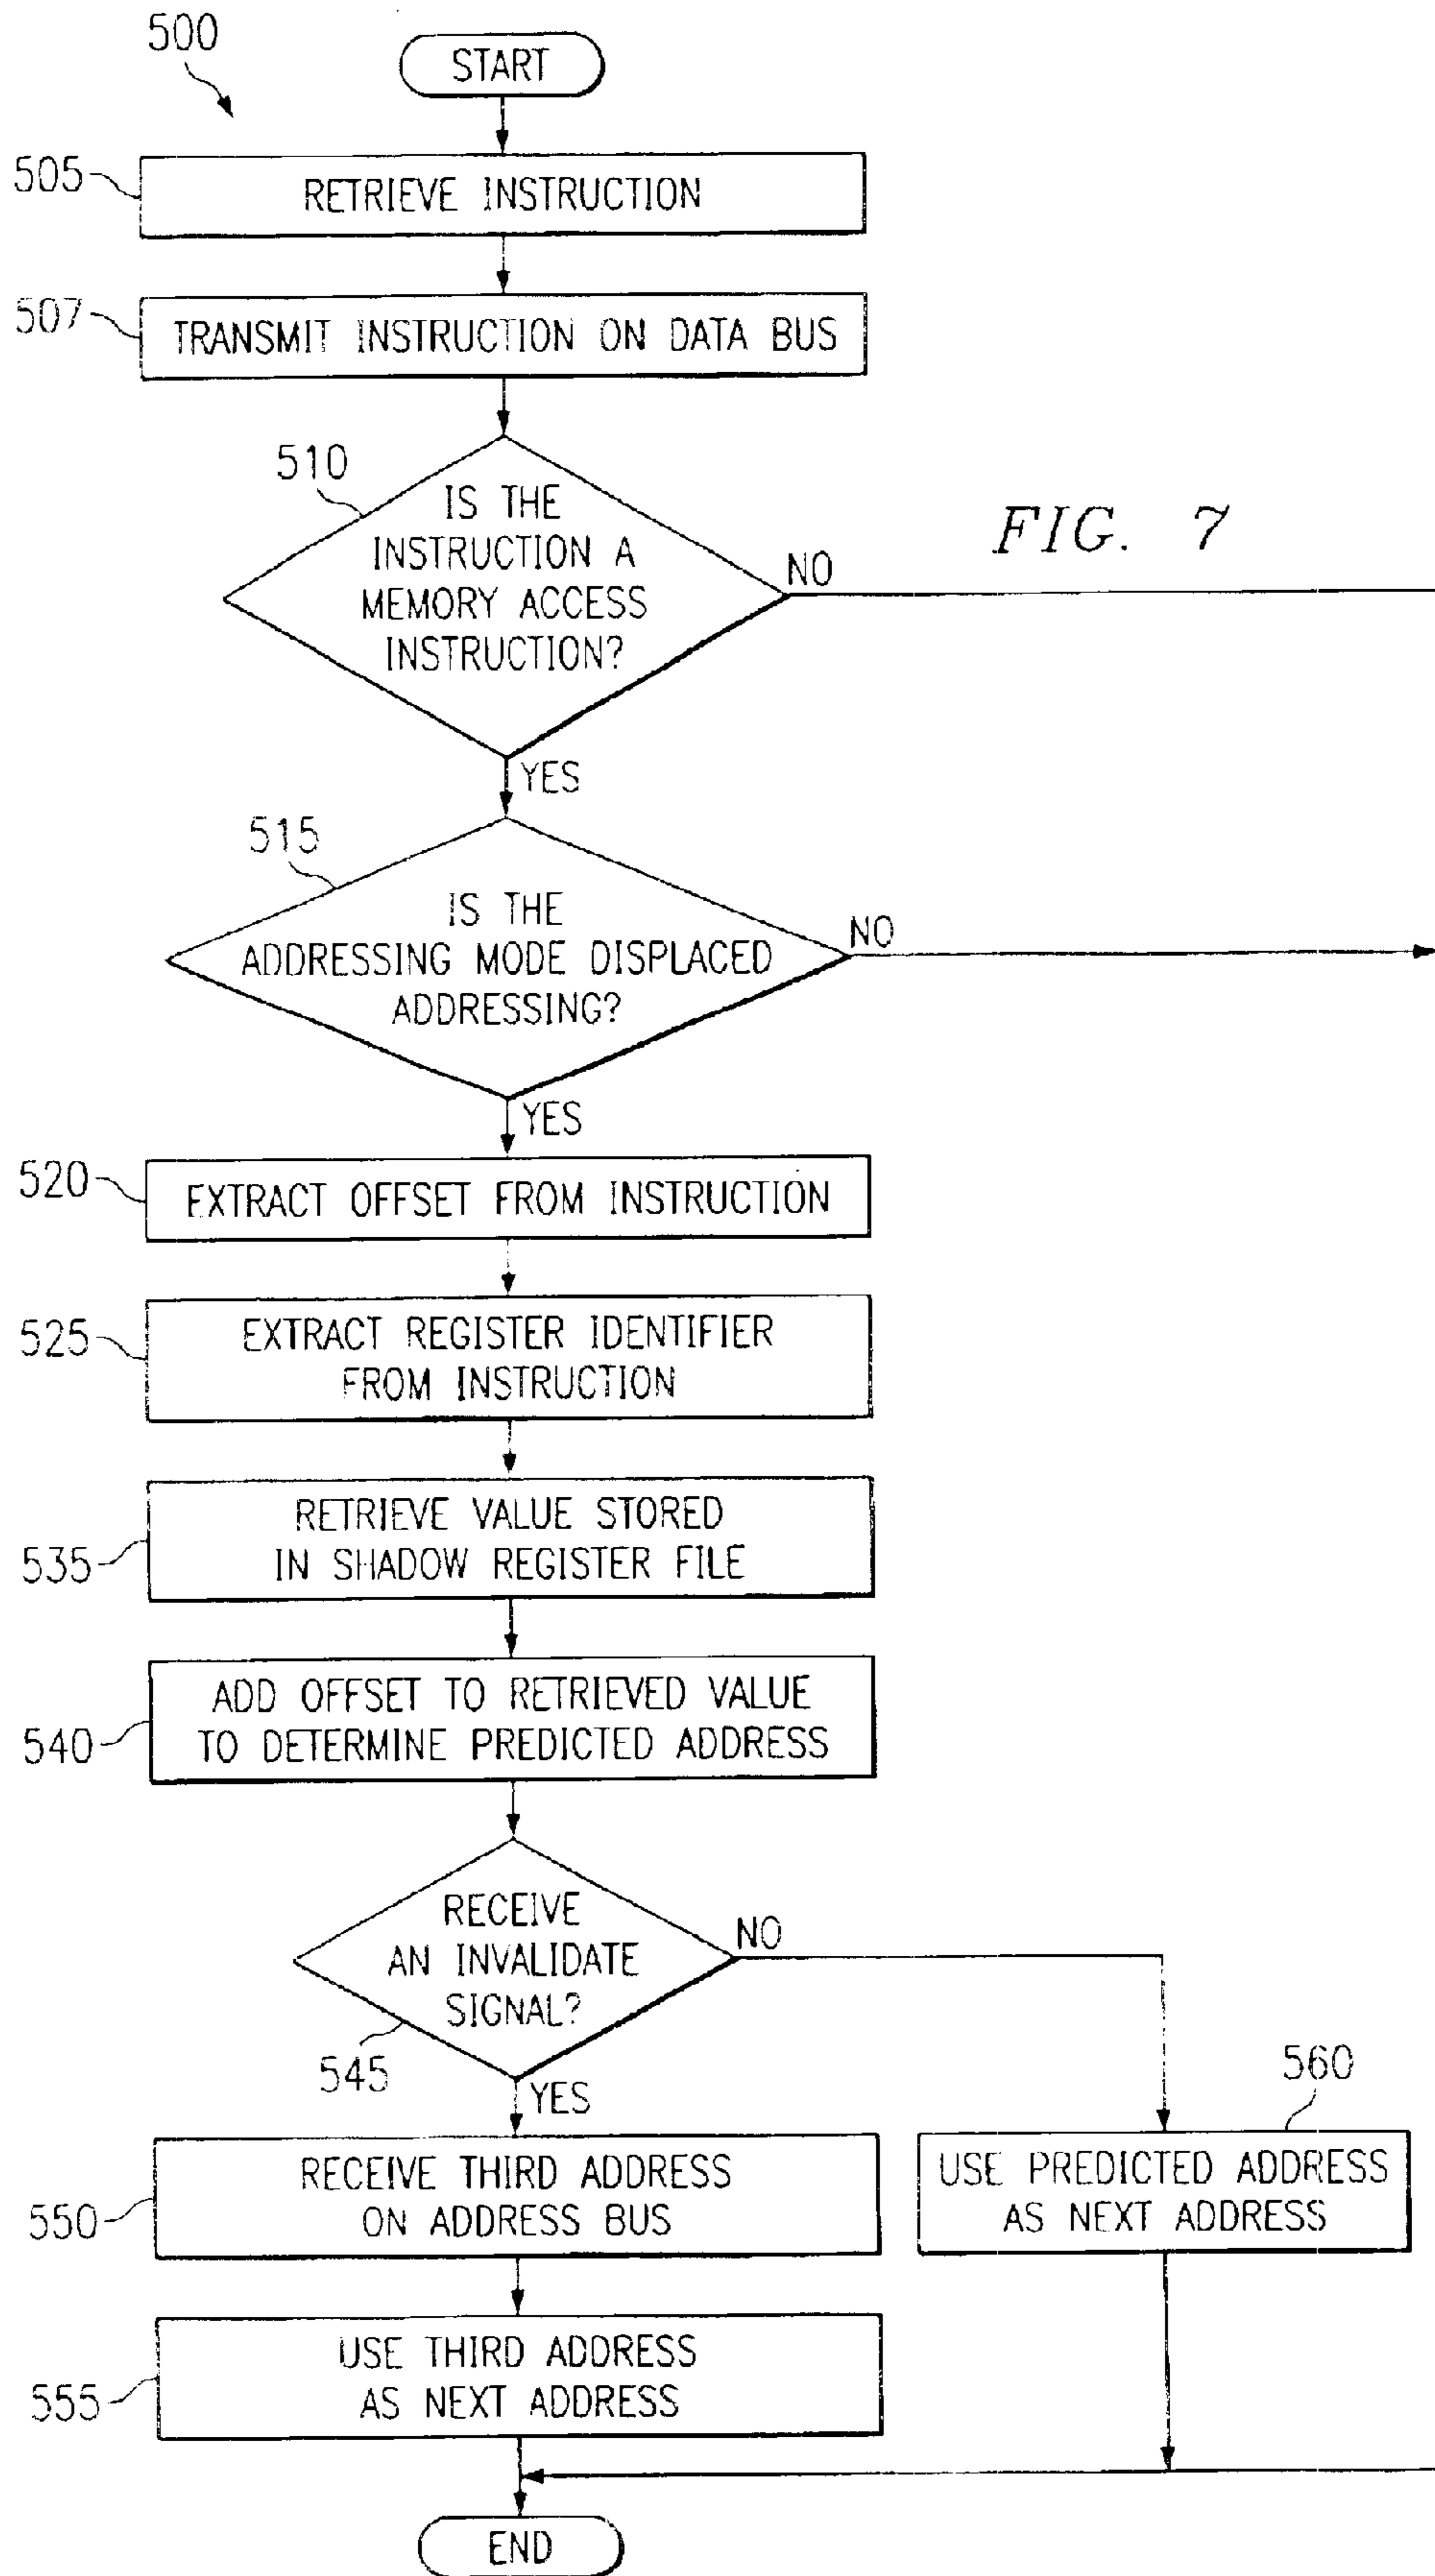 500
START
505
RETRIEVE INSTRUCTION
507
TRANSMIT INSTRUCTION ON DATA BUS
510
IS THE
INSTRUCTION A
MEMORY ACCESS
INSTRUCTION?
NO
FIG. 7
YES
515
IS THE
ADDRESSING MODE DISPLACED
ADDRESSING?
NO
YES
520
EXTRACT OFFSET FROM INSTRUCTION
525
EXTRACT REGISTER IDENTIFIER
FROM INSTRUCTION
535
RETRIEVE VALUE STORED
IN SHADOW REGISTER FILE
540
ADD OFFSET TO RETRIEVED VALUE
TO DETERMINE PREDICTED ADDRESS
RECEIVE
AN INVALIDATE
SIGNAL?
NO
545
YES
560
550
RECEIVE THIRD ADDRESS
ON ADDRESS BUS
USE PREDICTED ADDRESS
AS NEXT ADDRESS
555
USE THIRD ADDRESS
AS NEXT ADDRESS
END